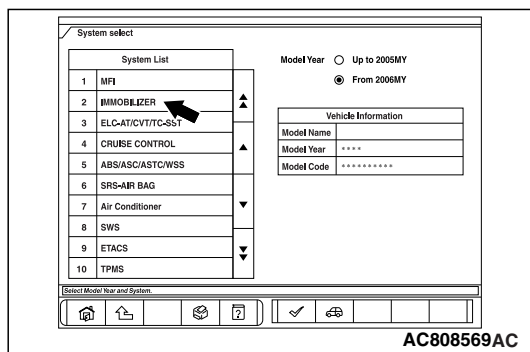 System select
System List
1 MFI
2 IMMOBILIZER
3 ELC-AT/CVT/TC-SST
4 CRUISE CONTROL
5 ABS/ASC/ASTC/WSS
6 SRS-AIR BAG
7 Air Conditioner
8 SWS
9 ETACS
10 TPMS
Model Year Up to 2005MY
From 2006MY
Vehicle Information
Model Name
Model Year ****
Model Code **********
Select Model Year and System.
?
AC808569AC